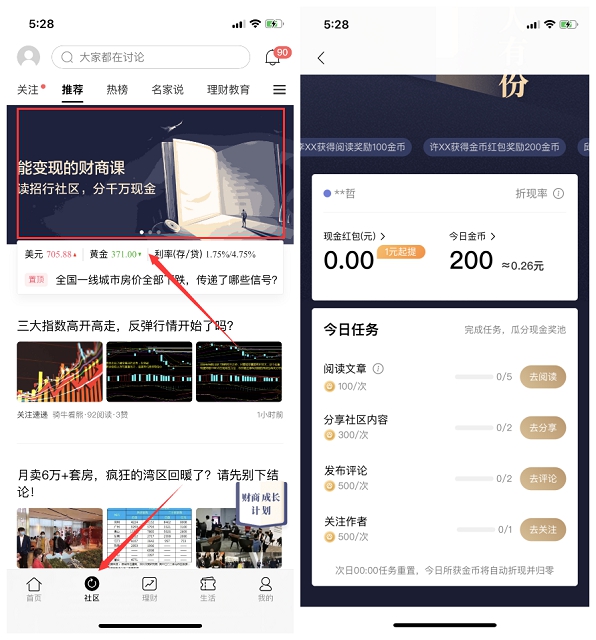 5:28
大家都在讨论
90
关注
推荐
热榜
名家说
理财教育
能变现的财商课
读招行社区，分千万现金
美元 705.88▲
黄金 371.00▼
利率(存/贷) 1.75%/4.75%
置顶
全国一线城市房价全部下跌，传递了哪些信号?
三大指数高开高走，反弹行情开始了吗?
关注速递 骑牛看熊·92阅读·3赞
1小时前
月卖6万+套房，疯狂的湾区回暖了？请先别下结
论！
财商成长
计划
首页
社区
理财
生活
我的
5:28
人有
份
XX获得阅读奖励100金币
许XX获得金币红包奖励200金币
**哲
折现率
现金红包(元)
0.00
1元起提
今日金币
200 ≈0.26元
今日任务
完成任务，瓜分现金奖池
阅读文章
100/次
0/5
去阅读
分享社区内容
300/次
0/2
去分享
发布评论
500/次
0/2
去评论
关注作者
500/次
0/1
去关注
次日00:00任务重置，今日所获金币将自动折现并归零